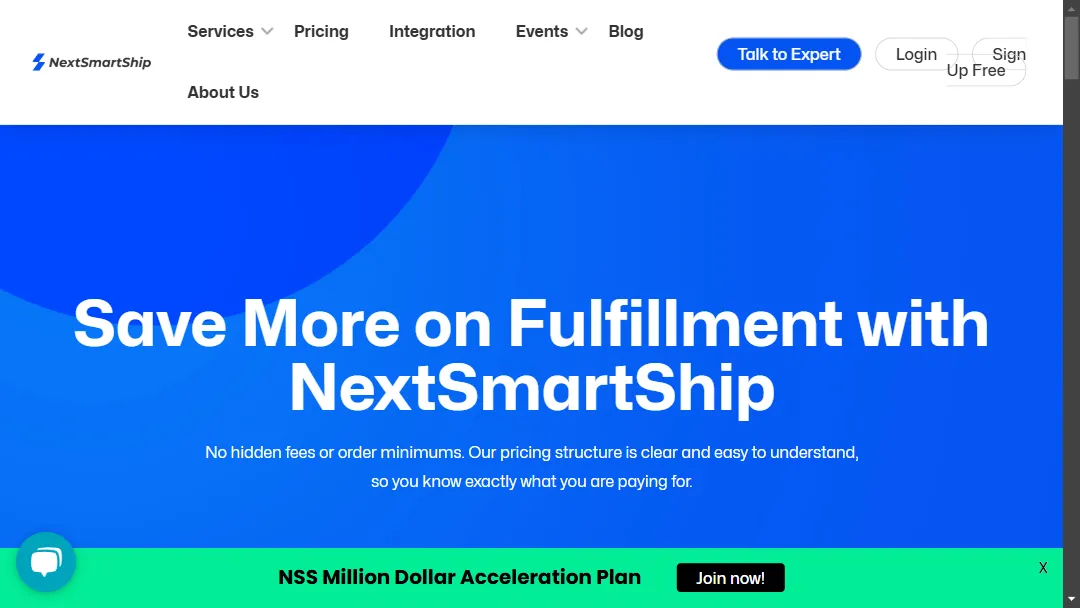 NextSmartShip
Services
Pricing
Integration
Events
Blog
About Us
Talk to Expert
Login
Sign
Up Free
Save More on Fulfillment with
NextSmartShip
No hidden fees or order minimums. Our pricing structure is clear and easy to understand,
so you know exactly what you are paying for.
NSS Million Dollar Acceleration Plan
Join now!
X